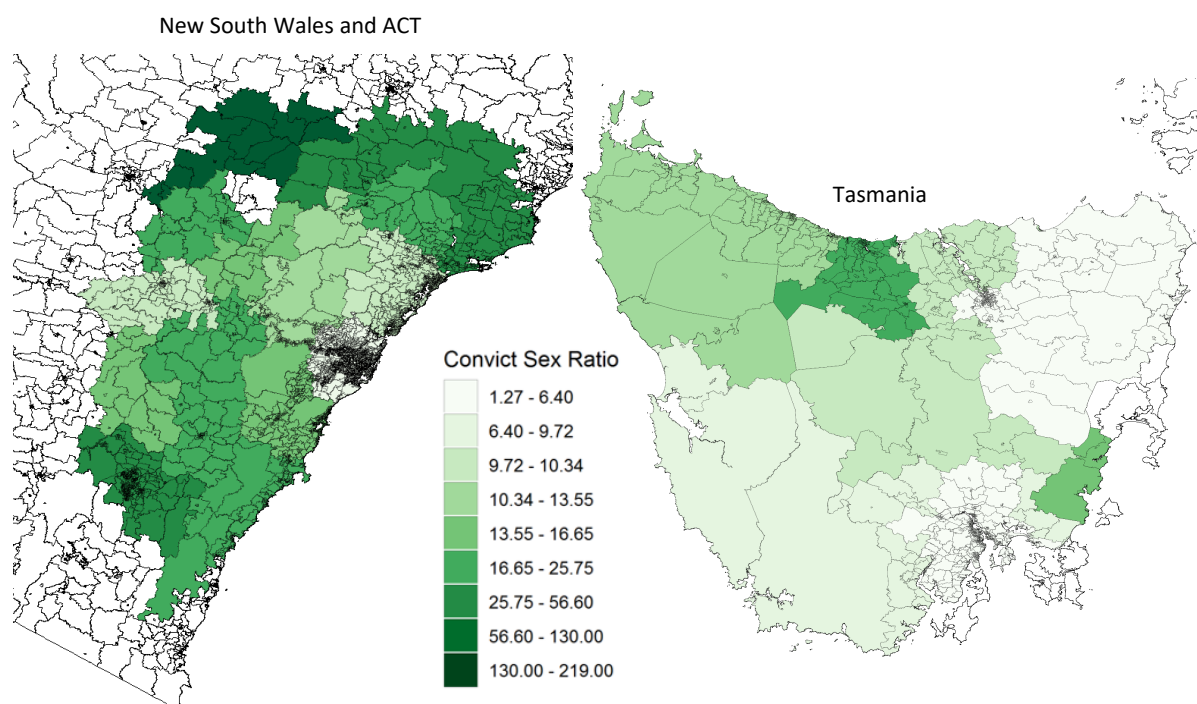 New South Wales and ACT
Tasmania
Convict Sex Ratio
1.27 - 6.40
6.40 - 9.72
9.72 - 10.34
10.34 - 13.55
13.55 - 16.65
16.65 - 25.75
25.75 - 56.60
56.60 - 130.00
130.00 - 219.00